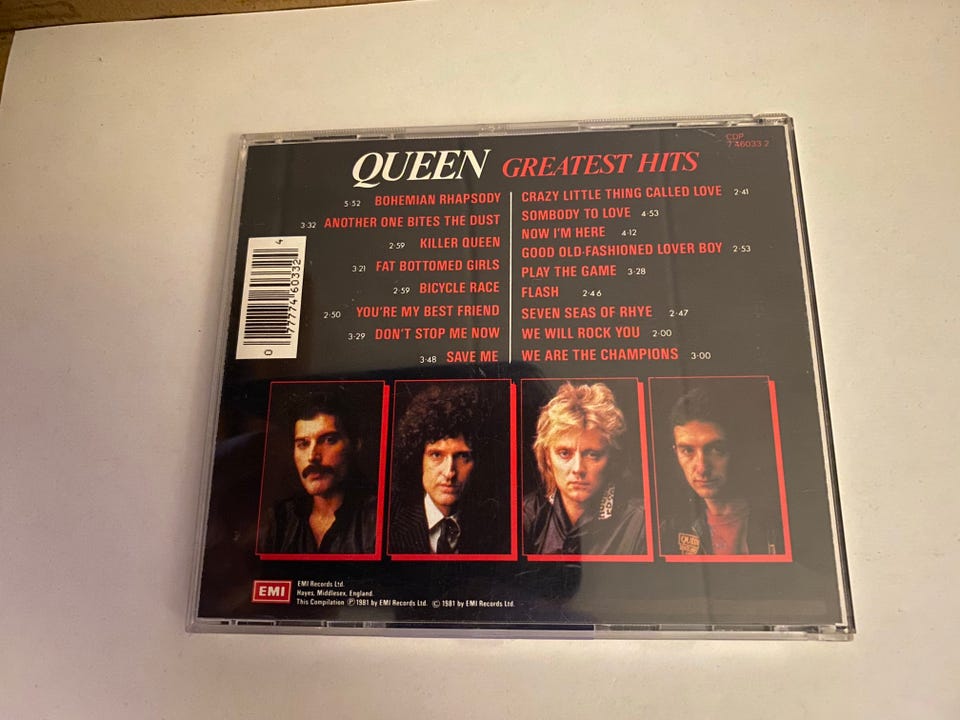 QUEEN GREATEST HITS
CDP
7 46033 2
5·52 BOHEMIAN RHAPSODY
3·32 ANOTHER ONE BITES THE DUST
2·59 KILLER QUEEN
3·21 FAT BOTTOMED GIRLS
2·59 BICYCLE RACE
2·50 YOU'RE MY BEST FRIEND
3·29 DON'T STOP ME NOW
3·48 SAVE ME
CRAZY LITTLE THING CALLED LOVE 2·41
SOMBODY TO LOVE 4·53
NOW I'M HERE 4·12
GOOD OLD-FASHIONED LOVER BOY 2·53
PLAY THE GAME 3·28
FLASH 2·46
SEVEN SEAS OF RHYE 2·47
WE WILL ROCK YOU 2·00
WE ARE THE CHAMPIONS 3·00
0 77774 60332 4
QUEEN
EMI
EMI Records Ltd.
Hayes, Middlesex, England.
This Compilation ℗ 1981 by EMI Records Ltd. © 1981 by EMI Records Ltd.